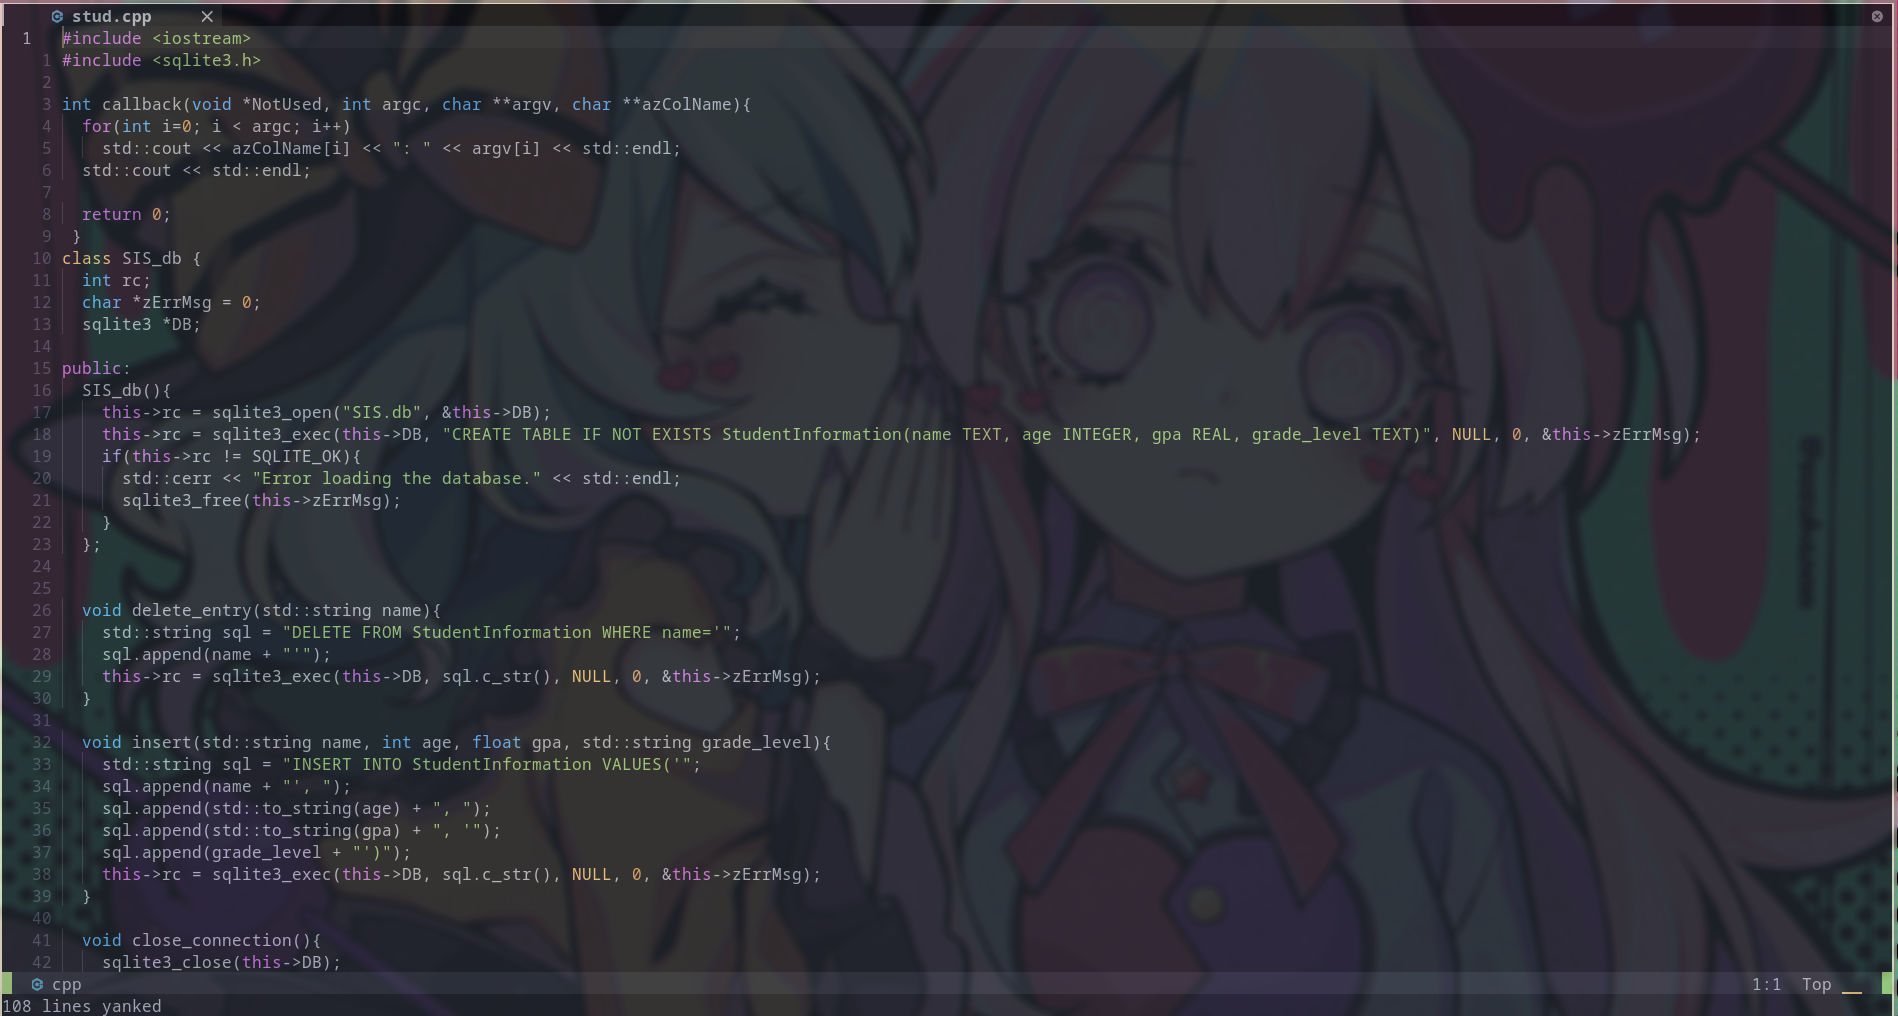 stud.cpp
1 #include <iostream>
1 #include <sqlite3.h>
2
3 int callback(void *NotUsed, int argc, char **argv, char **azColName){
4   for(int i=0; i < argc; i++)
5     std::cout << azColName[i] << ": " << argv[i] << std::endl;
6   std::cout << std::endl;
7
8   return 0;
9  }
10 class SIS_db {
11   int rc;
12   char *zErrMsg = 0;
13   sqlite3 *DB;
14
15 public:
16   SIS_db(){
17     this->rc = sqlite3_open("SIS.db", &this->DB);
18     this->rc = sqlite3_exec(this->DB, "CREATE TABLE IF NOT EXISTS StudentInformation(name TEXT, age INTEGER, gpa REAL, grade_level TEXT)", NULL, 0, &this->zErrMsg);
19     if(this->rc != SQLITE_OK){
20       std::cerr << "Error loading the database." << std::endl;
21       sqlite3_free(this->zErrMsg);
22     }
23   };
24
25
26   void delete_entry(std::string name){
27     std::string sql = "DELETE FROM StudentInformation WHERE name='";
28     sql.append(name + "'");
29     this->rc = sqlite3_exec(this->DB, sql.c_str(), NULL, 0, &this->zErrMsg);
30   }
31
32   void insert(std::string name, int age, float gpa, std::string grade_level){
33     std::string sql = "INSERT INTO StudentInformation VALUES('";
34     sql.append(name + "', ");
35     sql.append(std::to_string(age) + ", ");
36     sql.append(std::to_string(gpa) + ", '");
37     sql.append(grade_level + "')");
38     this->rc = sqlite3_exec(this->DB, sql.c_str(), NULL, 0, &this->zErrMsg);
39   }
40
41   void close_connection(){
42     sqlite3_close(this->DB);
cpp 1:1 Top
108 lines yanked